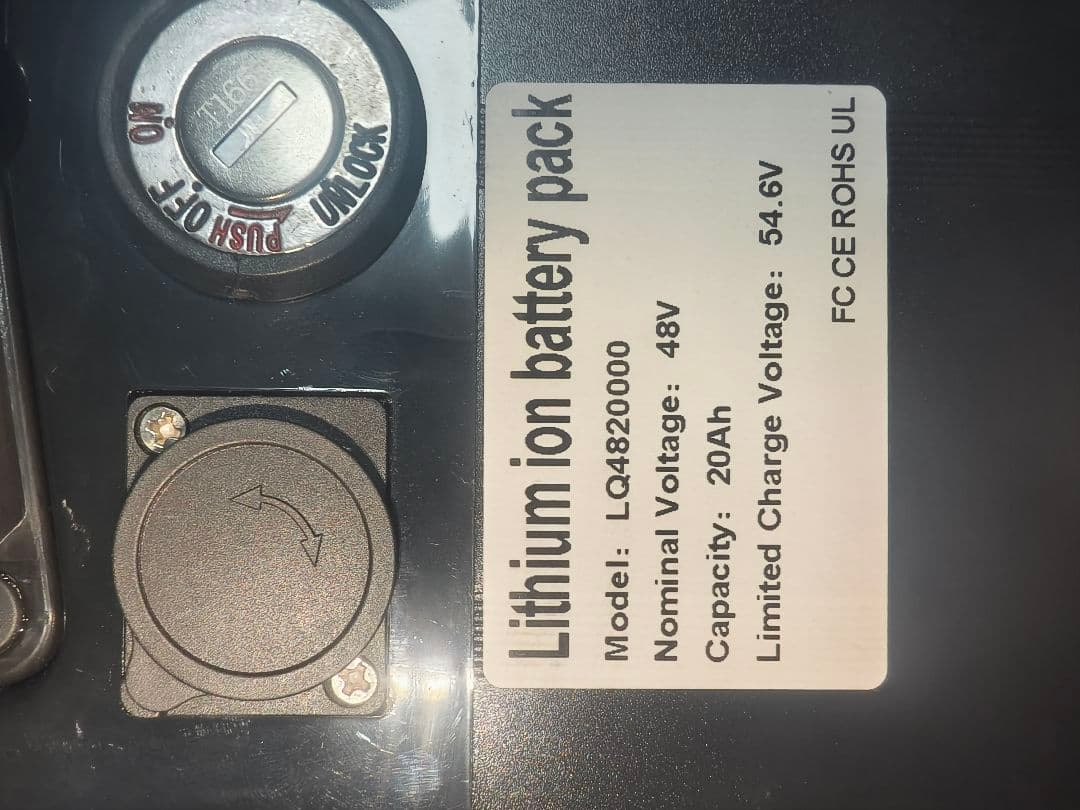 Lithium ion battery pack
Model: LQ4820000
Nominal Voltage: 48V
Capacity: 20Ah
Limited Charge Voltage: 54.6V
FC CE ROHS UL
ON
OFF
PUSH
UNLOCK